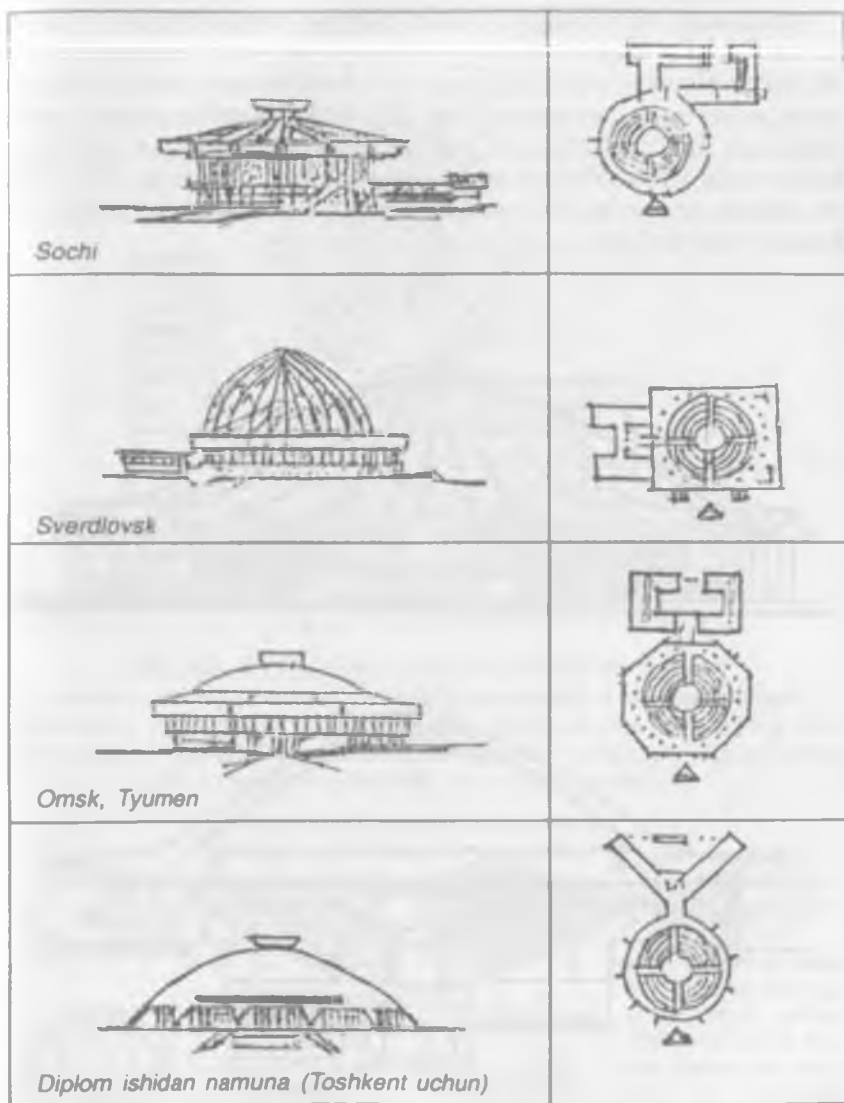 Sochi
Sverdlovsk
Omsk, Tyumen
Diplom ishidan namuna (Toshkent uchun)